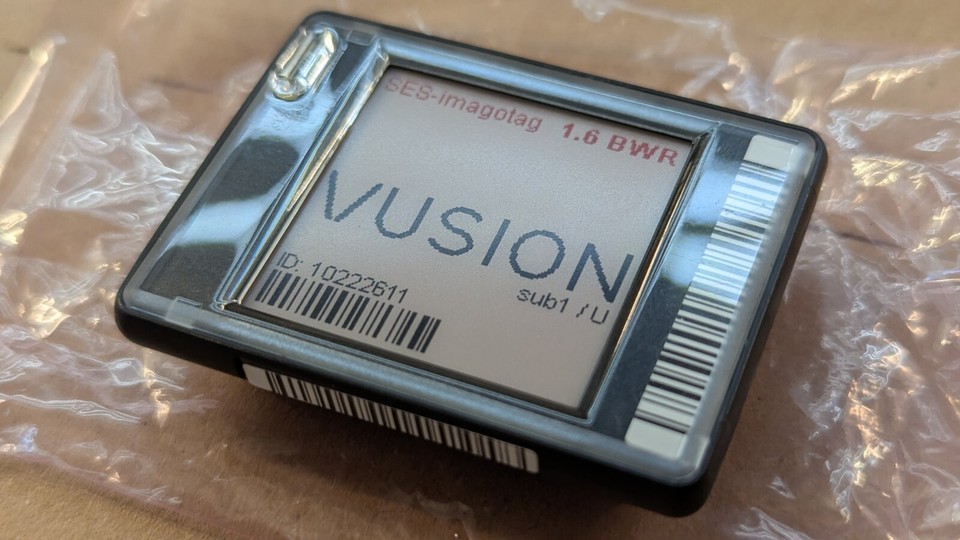 SES-imagotag
1.6 BWR
VUSION
ID: 10222611
sub1 /U